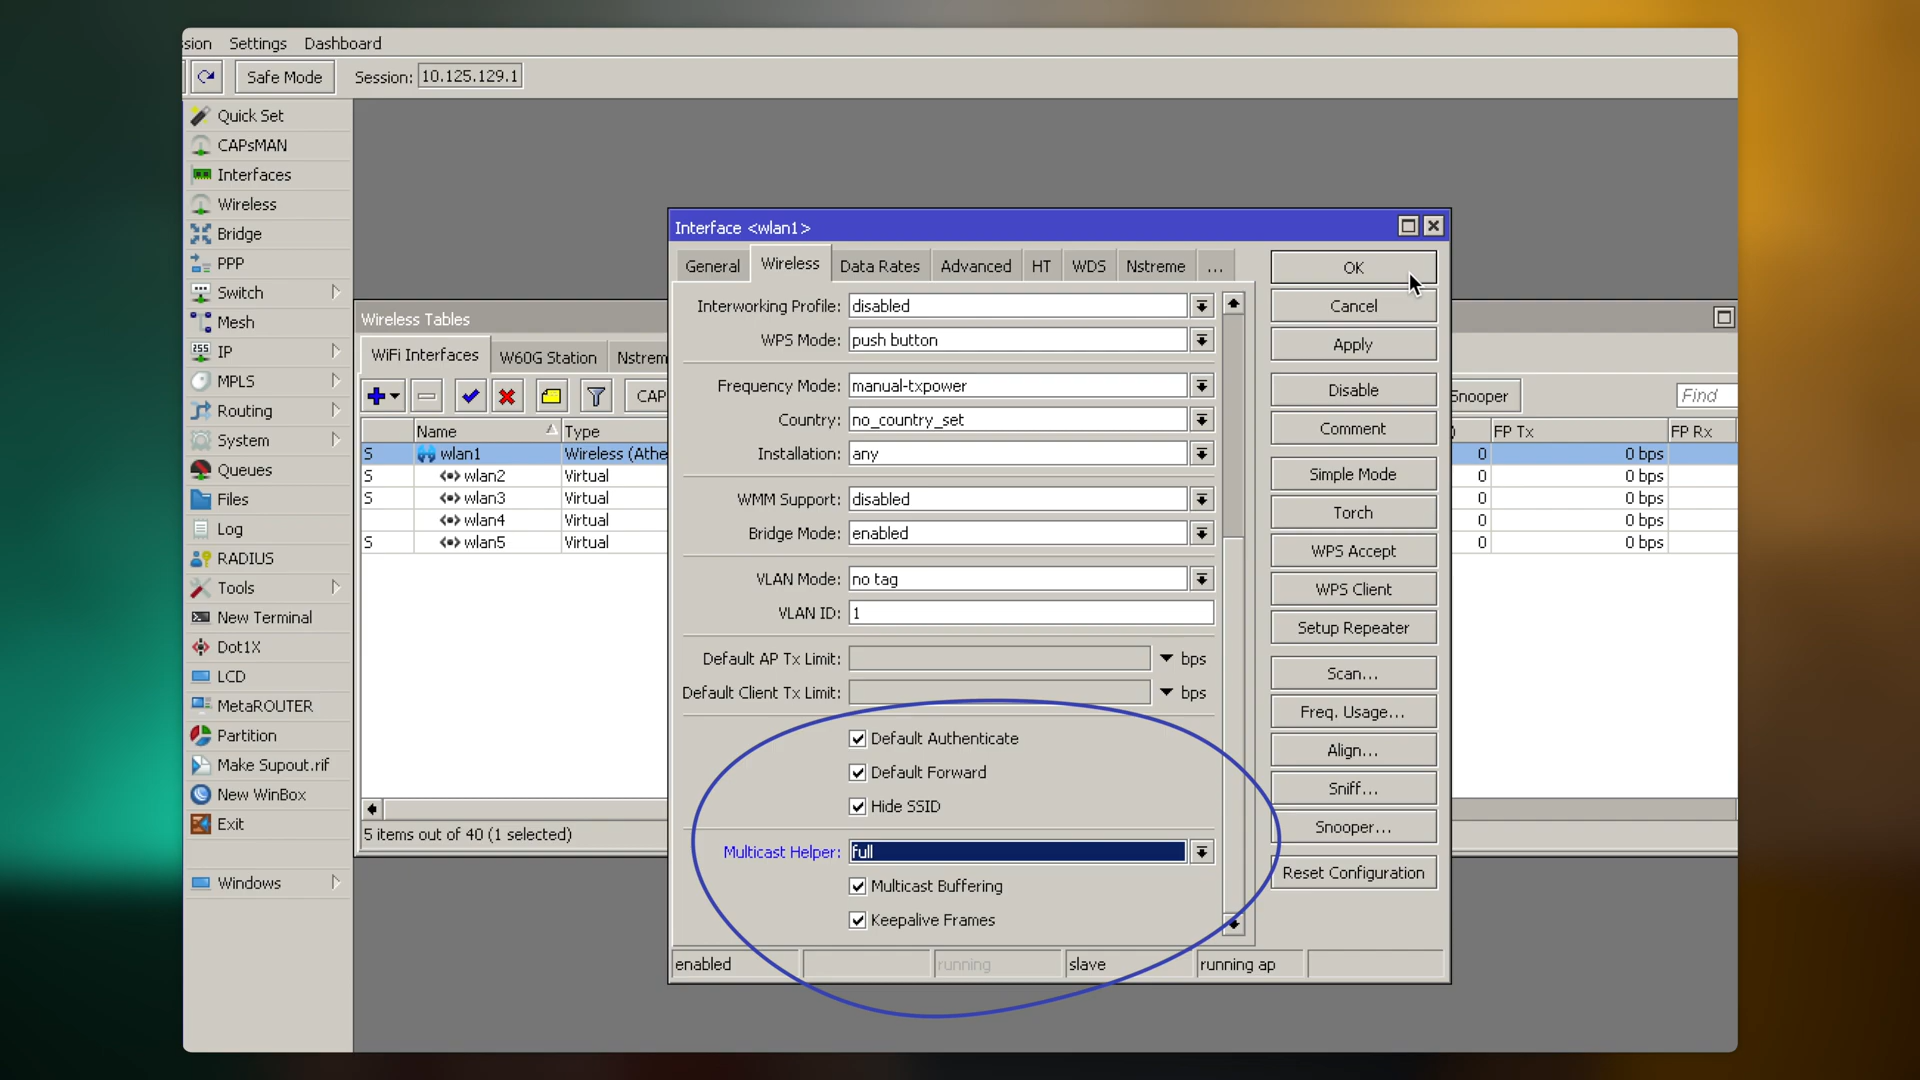 sion Settings Dashboard
Safe Mode Session: 10.125.129.1
Quick Set
CAPsMAN
Interfaces
Wireless
Bridge
PPP
Switch
Mesh
IP
MPLS
Routing
System
Queues
Files
Log
RADIUS
Tools
New Terminal
Dot1X
LCD
MetaROUTER
Partition
Make Supout.rif
New WinBox
Exit
Windows
Wireless Tables
WiFi Interfaces W60G Station Nstrem
CAP Snooper Find
Name Type FP Tx FP Rx
S wlan1 Wireless (Athe 0 0 bps
S wlan2 Virtual 0 0 bps
S wlan3 Virtual 0 0 bps
wlan4 Virtual 0 0 bps
S wlan5 Virtual 0 0 bps
5 items out of 40 (1 selected)
Interface <wlan1>
General Wireless Data Rates Advanced HT WDS Nstreme ...
Interworking Profile: disabled
WPS Mode: push button
Frequency Mode: manual-txpower
Country: no_country_set
Installation: any
WMM Support: disabled
Bridge Mode: enabled
VLAN Mode: no tag
VLAN ID: 1
Default AP Tx Limit: bps
Default Client Tx Limit: bps
Default Authenticate
Default Forward
Hide SSID
Multicast Helper: full
Multicast Buffering
Keepalive Frames
OK
Cancel
Apply
Disable
Comment
Simple Mode
Torch
WPS Accept
WPS Client
Setup Repeater
Scan...
Freq. Usage...
Align...
Sniff...
Snooper...
Reset Configuration
enabled running slave running ap